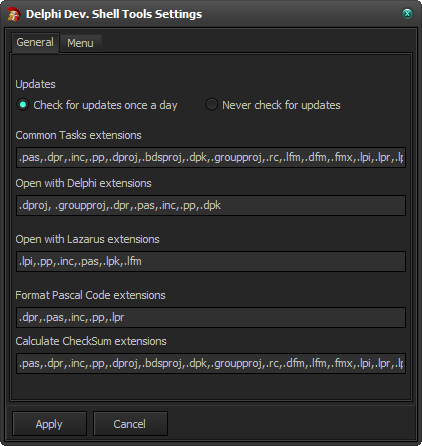 Delphi Dev. Shell Tools Settings
General Menu
Updates
Check for updates once a day Never check for updates
Common Tasks extensions
.pas,.dpr,.inc,.pp,.dproj,.bdsproj,.dpk,.groupproj,.rc,.lfm,.dfm,.fmx,.lpi,.lpr,.lp
Open with Delphi extensions
.dproj, .groupproj,.dpr,.pas,.inc,.pp,.dpk
Open with Lazarus extensions
.lpi,.pp,.inc,.pas,.lpk,.lfm
Format Pascal Code extensions
.dpr,.pas,.inc,.pp,.lpr
Calculate CheckSum extensions
.pas,.dpr,.inc,.pp,.dproj,.bdsproj,.dpk,.groupproj,.rc,.dfm,.lfm,.fmx,.lpi,.lpr,.lp
Apply Cancel